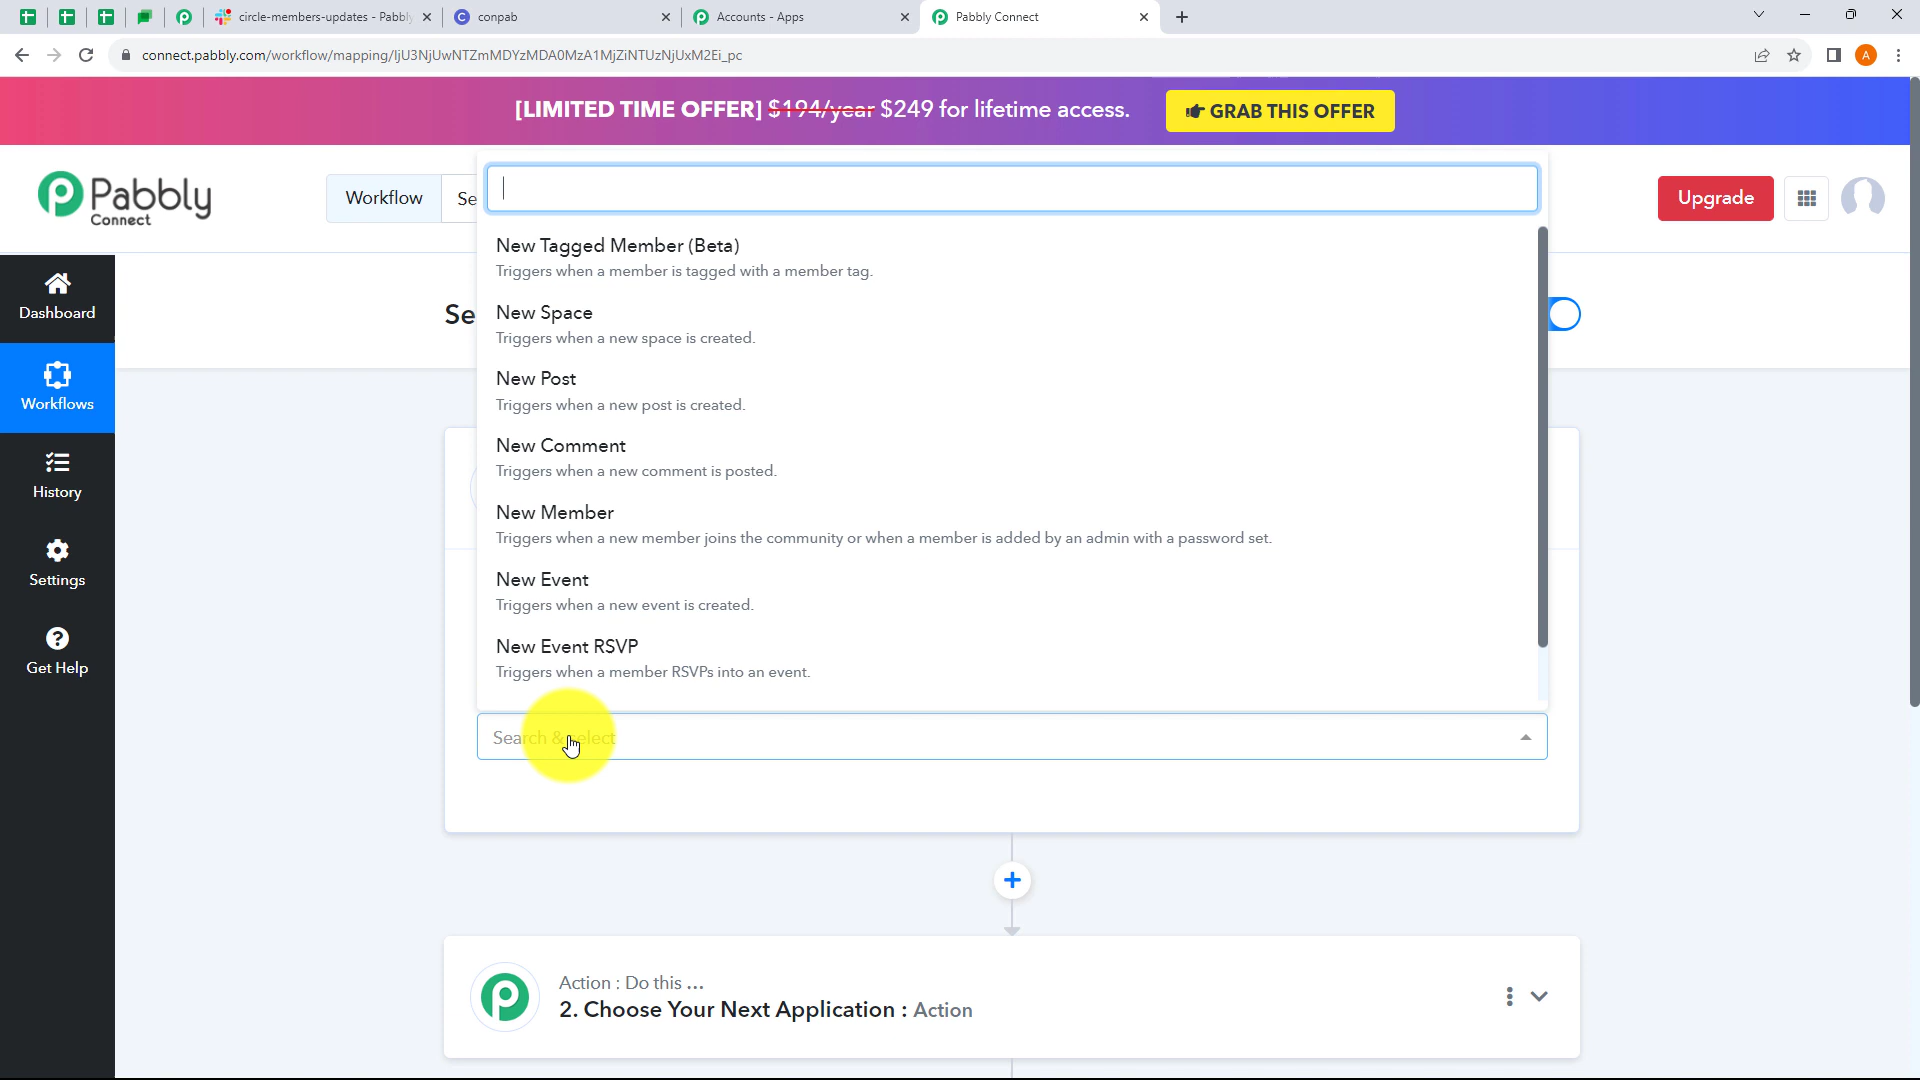 circle-members-updates - Pabbly
conpab
Accounts - Apps
Pabbly Connect
connect.pabbly.com/workflow/mapping/IjU3NjUwNTZmMDYzMDA0MzA1MjZiNTUzNjUxM2Ei_pc
A
[LIMITED TIME OFFER] $194/year $249 for lifetime access.
GRAB THIS OFFER
Pabbly
Connect
Workflow
Se
Upgrade
Dashboard
Workflows
History
Settings
Get Help
Se
New Tagged Member (Beta)
Triggers when a member is tagged with a member tag.
New Space
Triggers when a new space is created.
New Post
Triggers when a new post is created.
New Comment
Triggers when a new comment is posted.
New Member
Triggers when a new member joins the community or when a member is added by an admin with a password set.
New Event
Triggers when a new event is created.
New Event RSVP
Triggers when a member RSVPs into an event.
Search & select
Action : Do this ...
2. Choose Your Next Application : Action